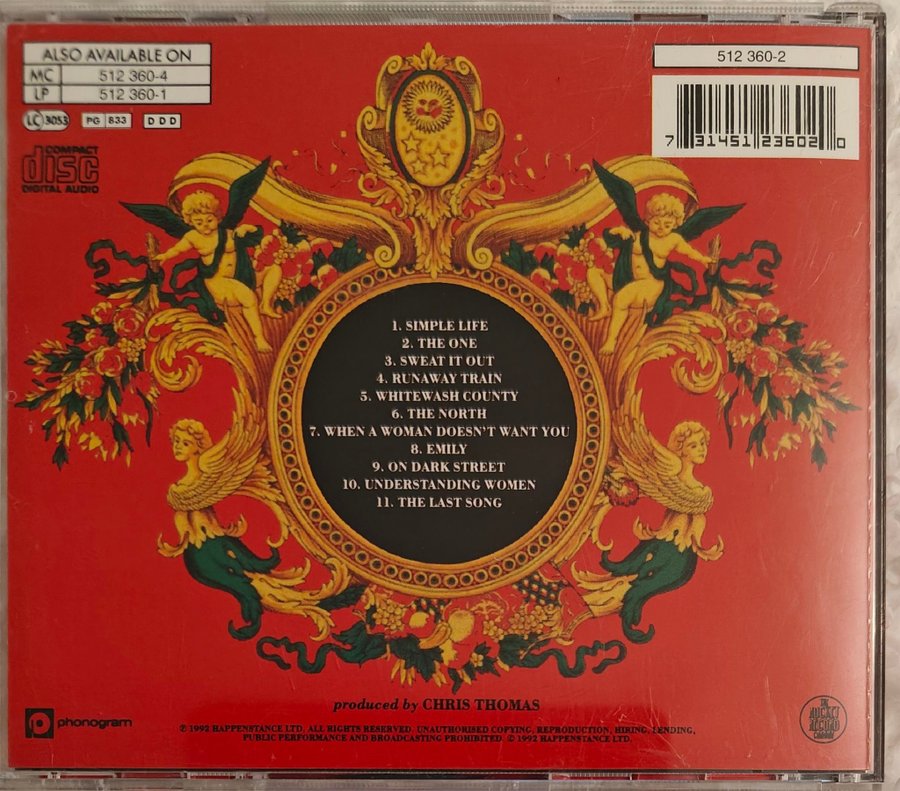 ALSO AVAILABLE ON
MC 512 360-4
LP 512 360-1
LC 3053 PG 833 DDD
COMPACT
disc
DIGITAL AUDIO
512 360-2
7 31451 23602 0
1. SIMPLE LIFE
2. THE ONE
3. SWEAT IT OUT
4. RUNAWAY TRAIN
5. WHITEWASH COUNTY
6. THE NORTH
7. WHEN A WOMAN DOESN'T WANT YOU
8. EMILY
9. ON DARK STREET
10. UNDERSTANDING WOMEN
11. THE LAST SONG
produced by CHRIS THOMAS
phonogram
℗ 1992 HAPPENSTANCE LTD. ALL RIGHTS RESERVED. UNAUTHORISED COPYING, REPRODUCTION, HIRING, LENDING,
PUBLIC PERFORMANCE AND BROADCASTING PROHIBITED. © 1992 HAPPENSTANCE LTD.
THE
ROCKET
RECORD
COMPANY